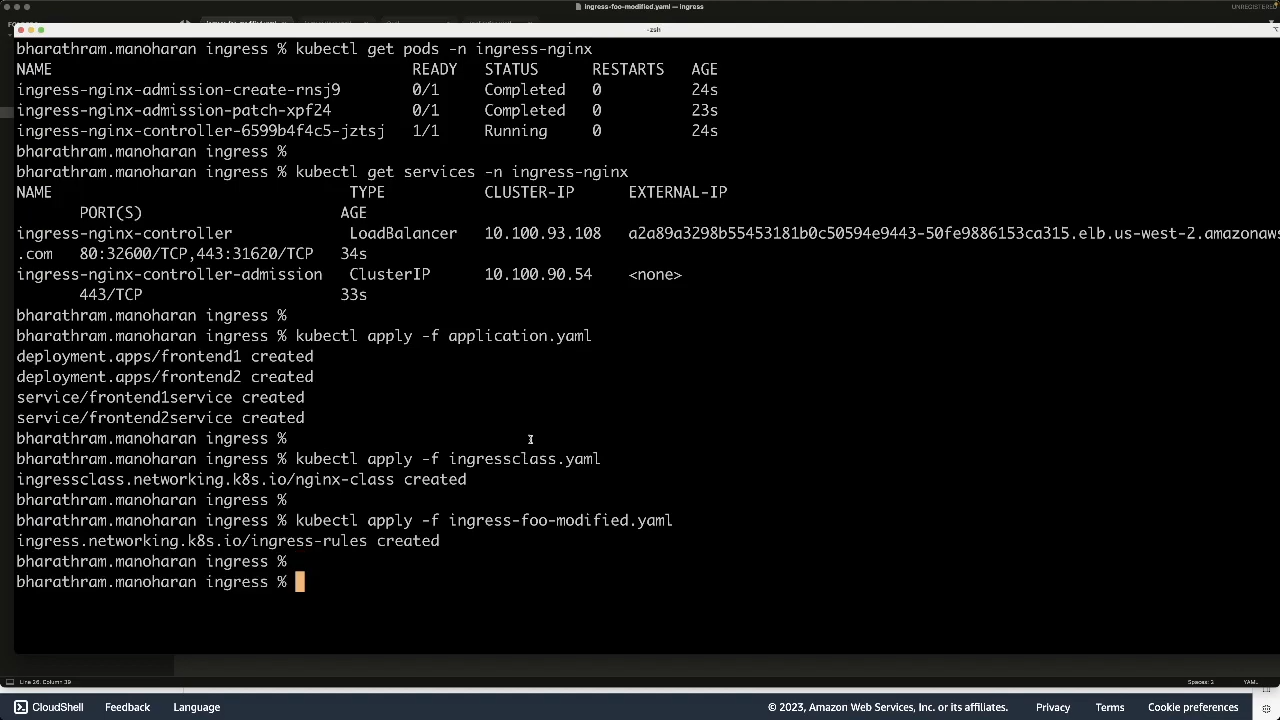 ingress-foo-modified.yaml — ingress
UNREGISTERED
-zsh
bharathram.manoharan ingress % kubectl get pods -n ingress-nginx
NAME READY STATUS RESTARTS AGE
ingress-nginx-admission-create-rnsj9 0/1 Completed 0 24s
ingress-nginx-admission-patch-xpf24 0/1 Completed 0 23s
ingress-nginx-controller-6599b4f4c5-jztsj 1/1 Running 0 24s
bharathram.manoharan ingress %
bharathram.manoharan ingress % kubectl get services -n ingress-nginx
NAME TYPE CLUSTER-IP EXTERNAL-IP
PORT(S) AGE
ingress-nginx-controller LoadBalancer 10.100.93.108 a2a89a3298b55453181b0c50594e9443-50fe9886153ca315.elb.us-west-2.amazonaws
.com 80:32600/TCP,443:31620/TCP 34s
ingress-nginx-controller-admission ClusterIP 10.100.90.54 <none>
443/TCP 33s
bharathram.manoharan ingress %
bharathram.manoharan ingress % kubectl apply -f application.yaml
deployment.apps/frontend1 created
deployment.apps/frontend2 created
service/frontend1service created
service/frontend2service created
bharathram.manoharan ingress %
bharathram.manoharan ingress % kubectl apply -f ingressclass.yaml
ingressclass.networking.k8s.io/nginx-class created
bharathram.manoharan ingress %
bharathram.manoharan ingress % kubectl apply -f ingress-foo-modified.yaml
ingress.networking.k8s.io/ingress-rules created
bharathram.manoharan ingress %
bharathram.manoharan ingress %
Line 26, Column 39
Spaces: 2 YAML
CloudShell Feedback Language © 2023, Amazon Web Services, Inc. or its affiliates. Privacy Terms Cookie preferences